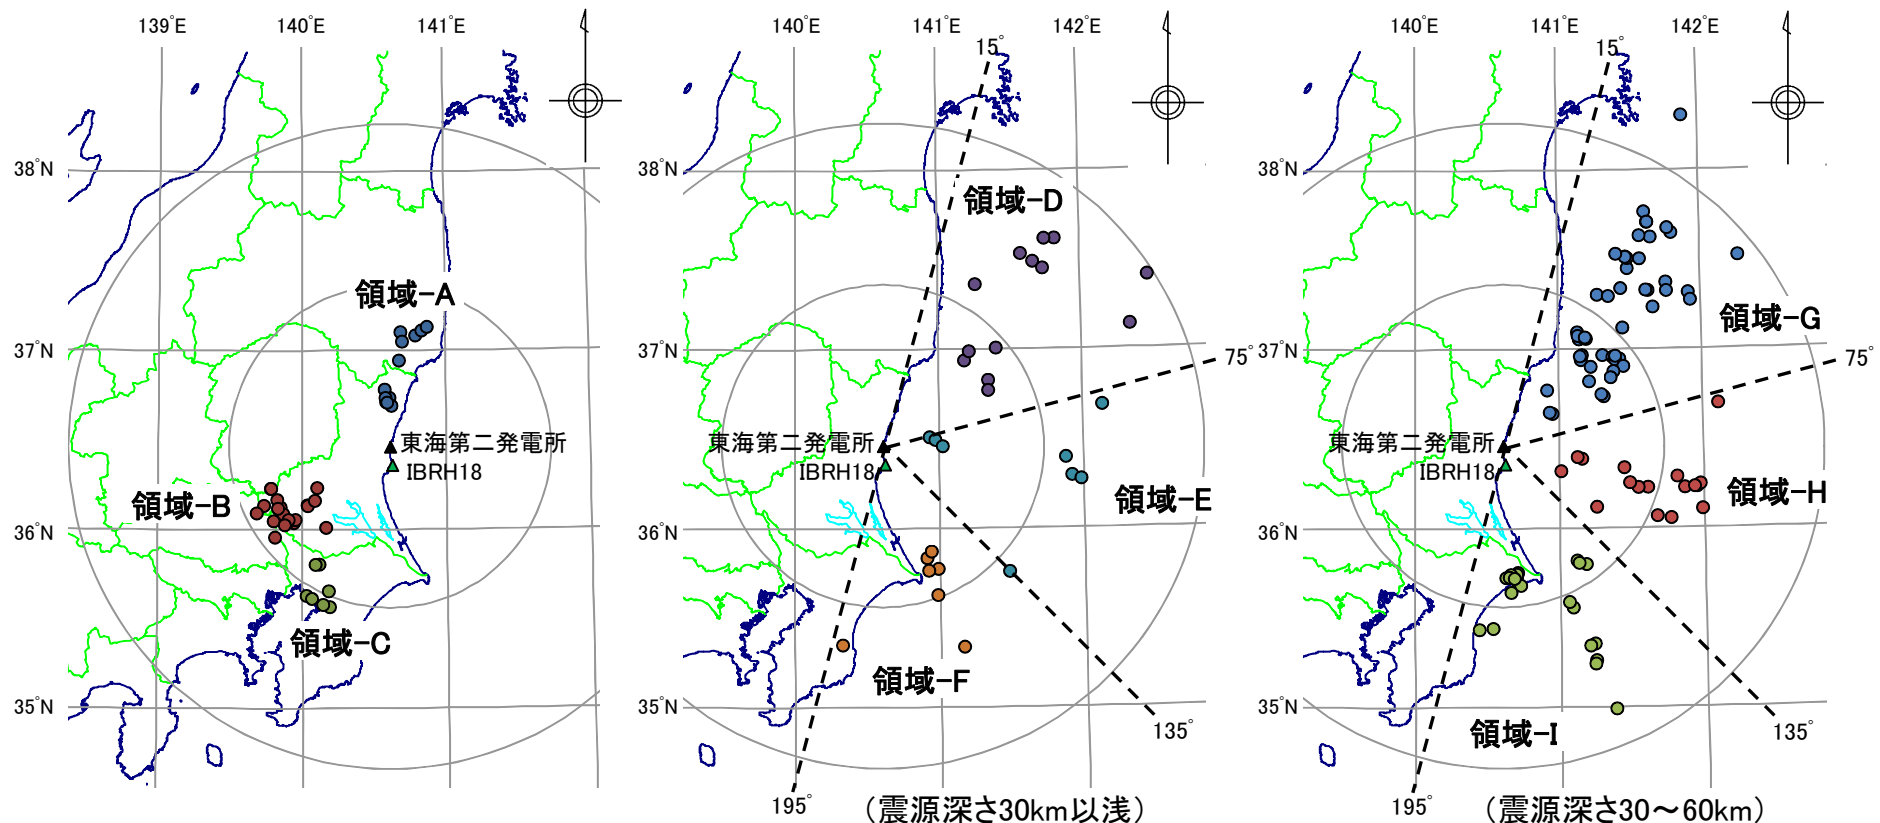 139°E 140°E 141°E
38°N
37°N
36°N
35°N
領域-A
東海第二発電所
IBRH18
領域-B
領域-C
140°E 141°E 142°E
15°
38°N
37°N
36°N
35°N
領域-D
75°
東海第二発電所
IBRH18
領域-E
領域-F
135°
195°
(震源深さ30km以浅)
140°E 141°E 142°E
15°
38°N
37°N
36°N
35°N
領域-G
75°
東海第二発電所
IBRH18
領域-H
領域-I
135°
195°
(震源深さ30～60km)